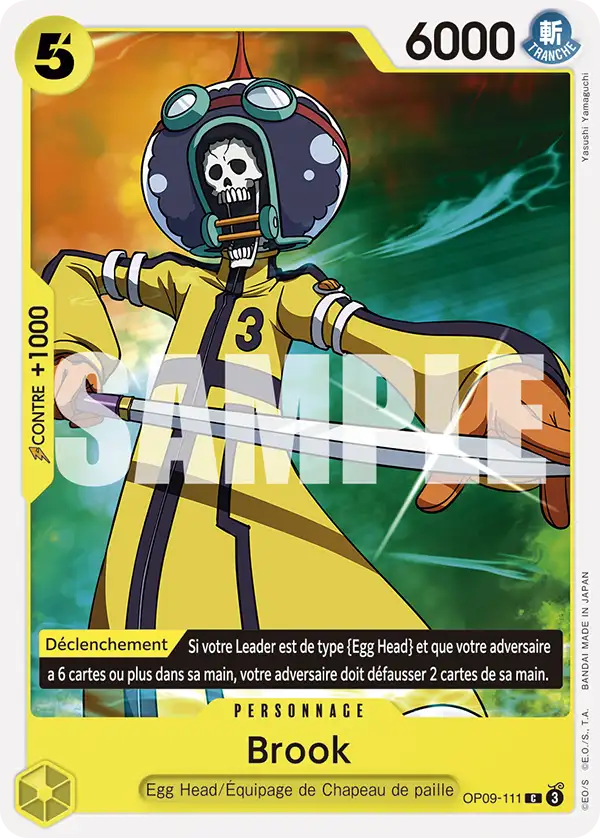 5
6000
斬
TRANCHE
Yasushi Yamaguchi
CONTRE +1000
3
SAMPLE
Déclenchement Si votre Leader est de type {Egg Head} et que votre adversaire
a 6 cartes ou plus dans sa main, votre adversaire doit défausser 2 cartes de sa main.
PERSONNAGE
Brook
Egg Head/Équipage de Chapeau de paille
OP09-111 C 3
©EO/S ©E.O./S., T.A. BANDAI MADE IN JAPAN